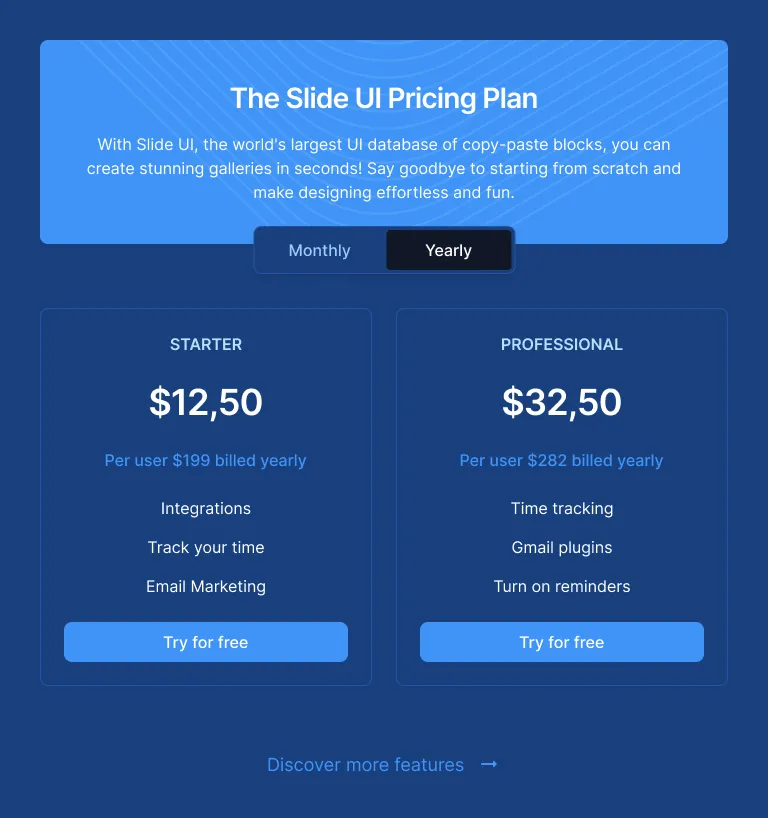 The Slide UI Pricing Plan
With Slide UI, the world's largest UI database of copy-paste blocks, you can
create stunning galleries in seconds! Say goodbye to starting from scratch and
make designing effortless and fun.
Monthly
Yearly
STARTER
$12,50
Per user $199 billed yearly
Integrations
Track your time
Email Marketing
Try for free
PROFESSIONAL
$32,50
Per user $282 billed yearly
Time tracking
Gmail plugins
Turn on reminders
Try for free
Discover more features →